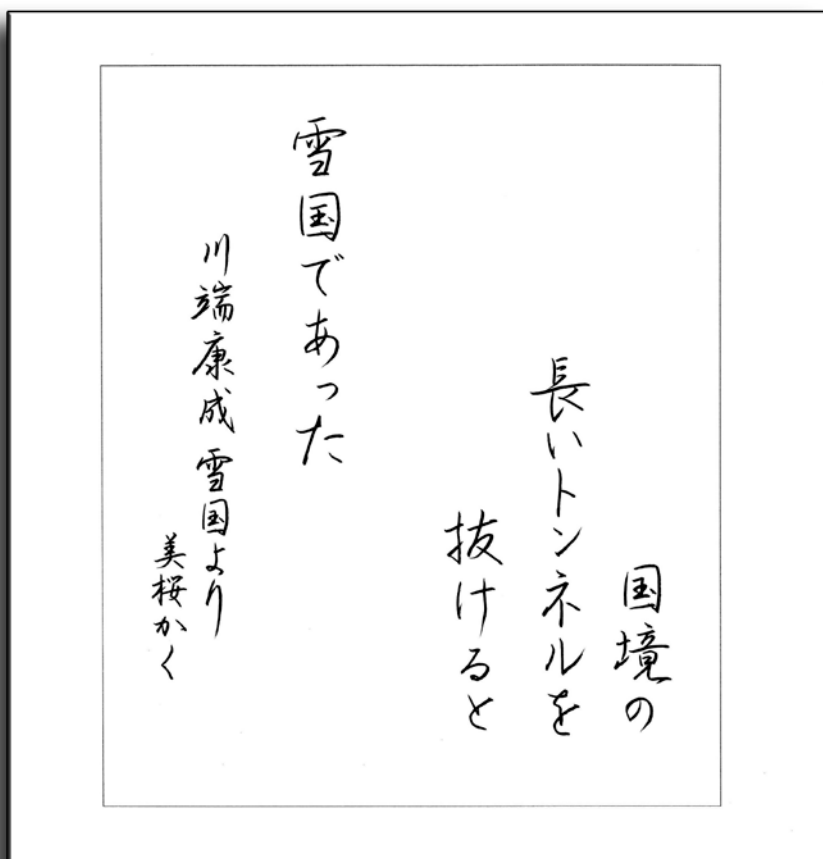 国境の
長いトンネルを
抜けると
雪国であった
川端康成 雪国より
美桜かく